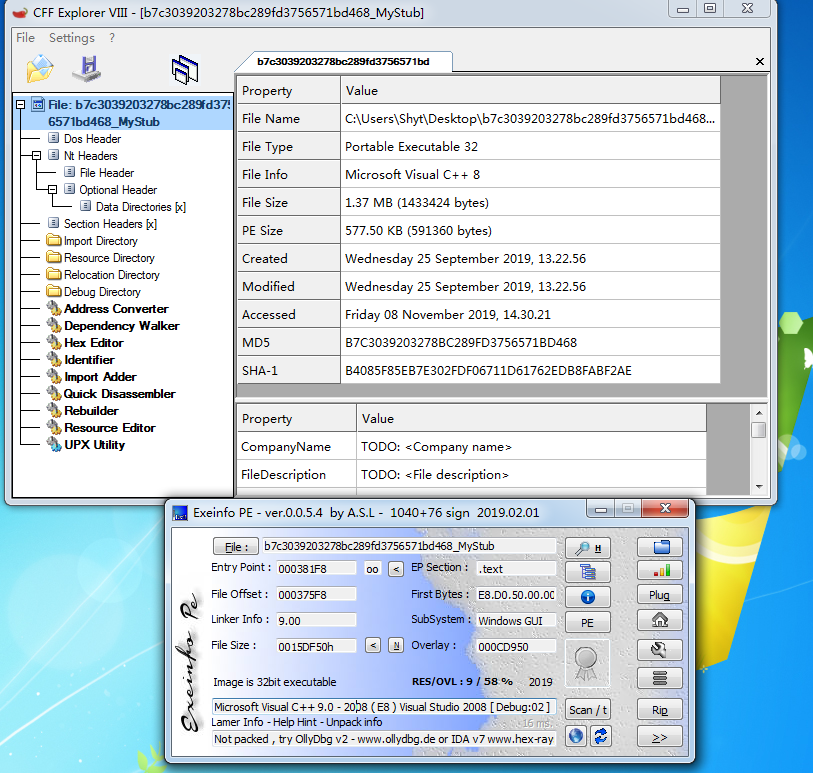 CFF Explorer VIII - [b7c3039203278bc289fd3756571bd468_MyStub]
File Settings ?
b7c3039203278bc289fd3756571bd
File: b7c3039203278bc289fd375
6571bd468_MyStub
Dos Header
Nt Headers
File Header
Optional Header
Data Directories [x]
Section Headers [x]
Import Directory
Resource Directory
Relocation Directory
Debug Directory
Address Converter
Dependency Walker
Hex Editor
Identifier
Import Adder
Quick Disassembler
Rebuilder
Resource Editor
UPX Utility
Property Value
File Name C:\Users\Shyt\Desktop\b7c3039203278bc289fd3756571bd468...
File Type Portable Executable 32
File Info Microsoft Visual C++ 8
File Size 1.37 MB (1433424 bytes)
PE Size 577.50 KB (591360 bytes)
Created Wednesday 25 September 2019, 13.22.56
Modified Wednesday 25 September 2019, 13.22.56
Accessed Friday 08 November 2019, 14.30.21
MD5 B7C3039203278BC289FD3756571BD468
SHA-1 B4085F85EB7E302FDF06711D61762EDB8FABF2AE
Property Value
CompanyName TODO: <Company name>
FileDescription TODO: <File description>
Exeinfo PE - ver.0.0.5.4 by A.S.L - 1040+76 sign 2019.02.01
Exeinfo Pe
File : b7c3039203278bc289fd3756571bd468_MyStub H
Entry Point : 000381F8 oo < EP Section : .text
File Offset : 000375F8 First Bytes : E8.D0.50.00.00 Plug
Linker Info : 9.00 SubSystem : Windows GUI PE
File Size : 0015DF50h < N Overlay : 000CD950
Image is 32bit executable RES/OVL : 9 / 58 % 2019
Microsoft Visual C++ 9.0 - 2008 ( E8 ) Visual Studio 2008 [ Debug:02 ] Scan / t Rip
Lamer Info - Help Hint - Unpack info 16 ms.
Not packed , try OllyDbg v2 - www.ollydbg.de or IDA v7 www.hex-ray >>